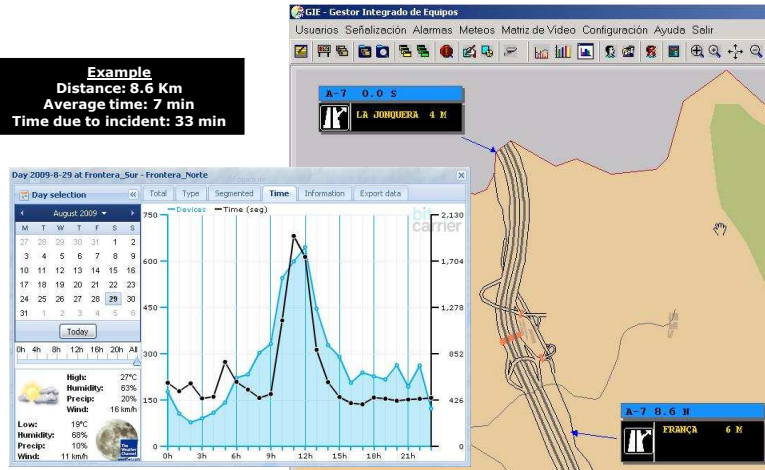 GIE - Gestor Integrado de Equipos
Usuarios Señalización Alarmas Meteos Matriz de Video Configuración Ayuda Salir
Example
Distance: 8.6 Km
Average time: 7 min
Time due to incident: 33 min
A-7 0.0 S
LA JONQUERA 4 M
Day 2009-8-29 at Frontera_Sur - Frontera_Norte
Day selection
Total Type Segmented Time Information Export data
August 2009
M T W T F S S
27 28 29 30 31 1 2
3 4 5 6 7 8 9
10 11 12 13 14 15 16
17 18 19 20 21 22 23
24 25 26 27 28 29 30
31 1 2 3 4 5 6
Today
0h 4h 8h 12h 16h 20h All
High: 27°C
Humidity: 63%
Precip: 20%
Wind: 16 km/h
Low: 19°C
Humidity: 68%
Precip: 10%
Wind: 11 km/h
The Weather Channel
Devices Time (seg)
bit
carrier
750 2,130
600 1,704
450 1,278
300 852
150 426
0 0
0h 3h 6h 9h 12h 15h 18h 21h
A-7 8.6 N
FRANÇA 6 M